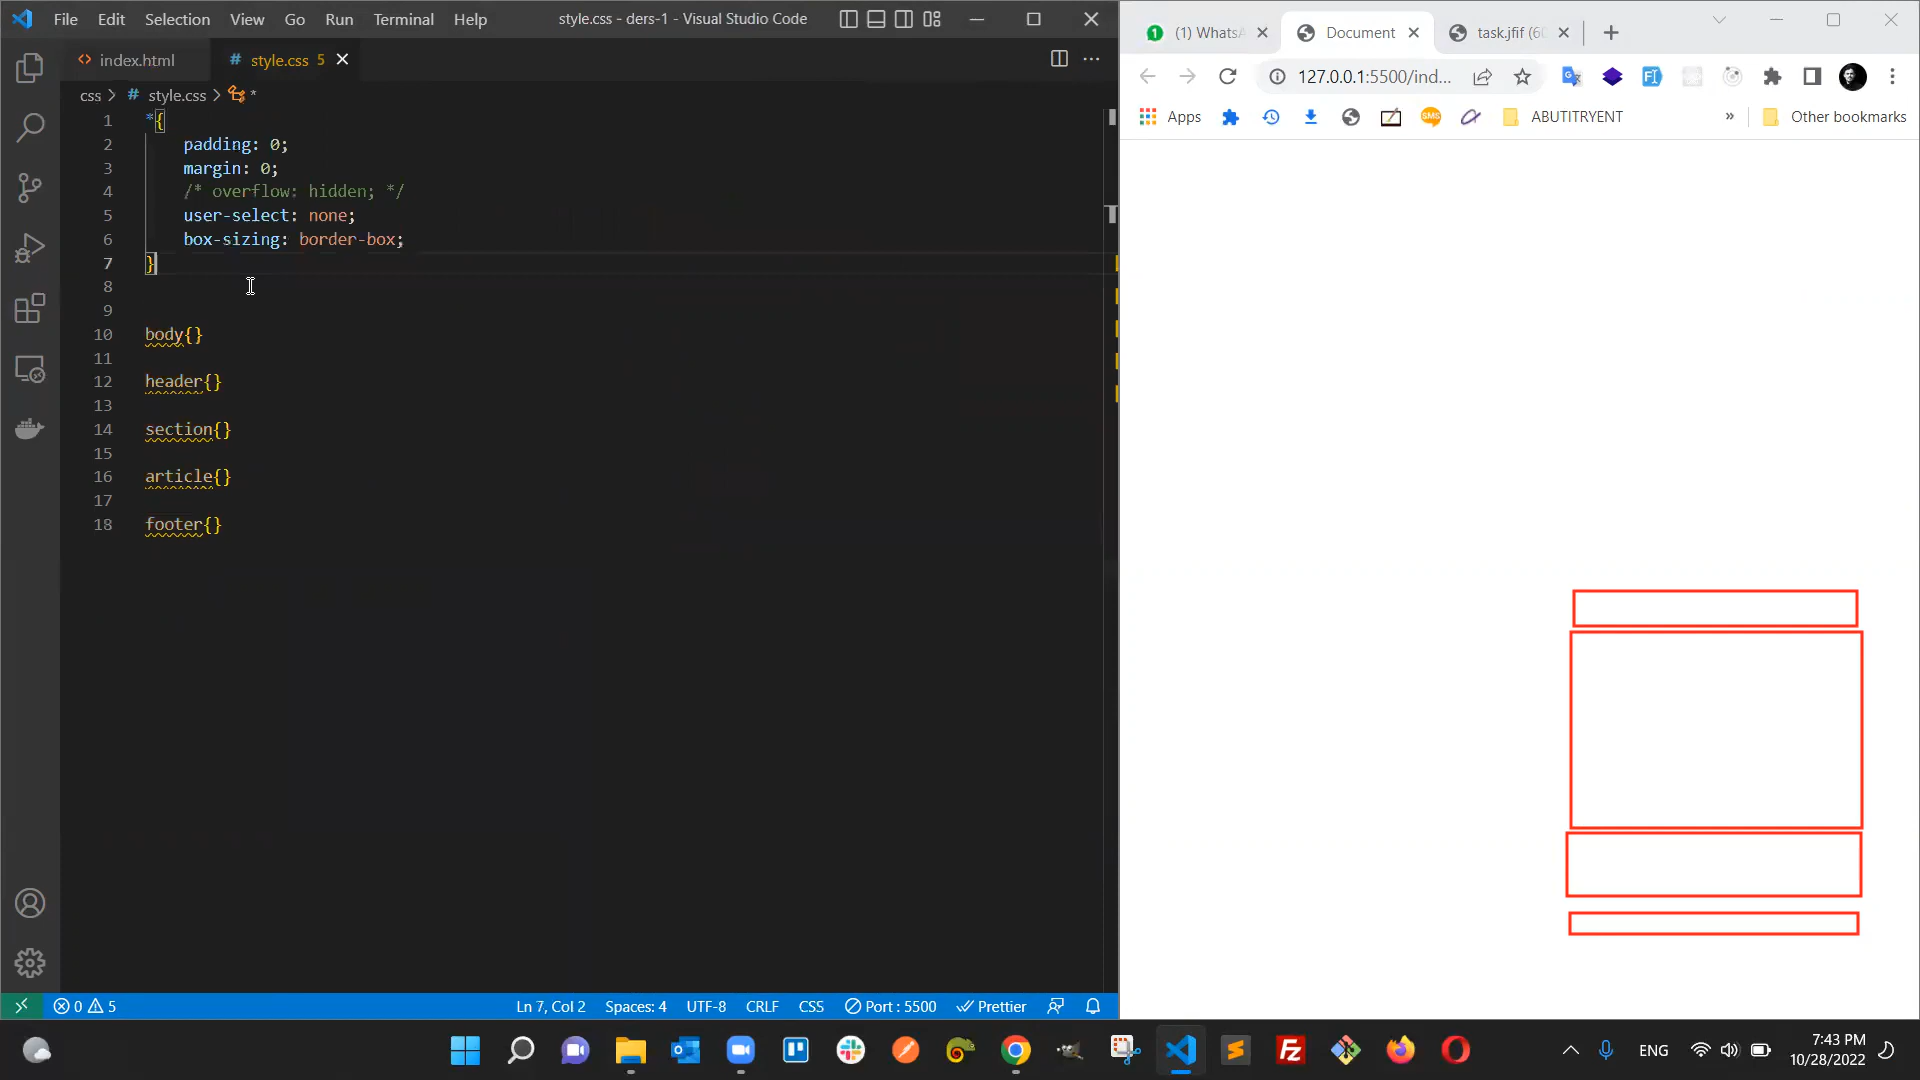 File Edit Selection View Go Run Terminal Help style.css - ders-1 - Visual Studio Code
index.html # style.css 5
css > # style.css > *
1 *{
2 padding: 0;
3 margin: 0;
4 /* overflow: hidden; */
5 user-select: none;
6 box-sizing: border-box;
7 }
8
9
10 body{}
11
12 header{}
13
14 section{}
15
16 article{}
17
18 footer{}
0 5 Ln 7, Col 2 Spaces: 4 UTF-8 CRLF CSS Port : 5500 Prettier
1 (1) WhatsA Document task.jfif (60
127.0.0.1:5500/ind...
Apps SMS ABUTITRYENT » Other bookmarks
ENG 7:43 PM
10/28/2022